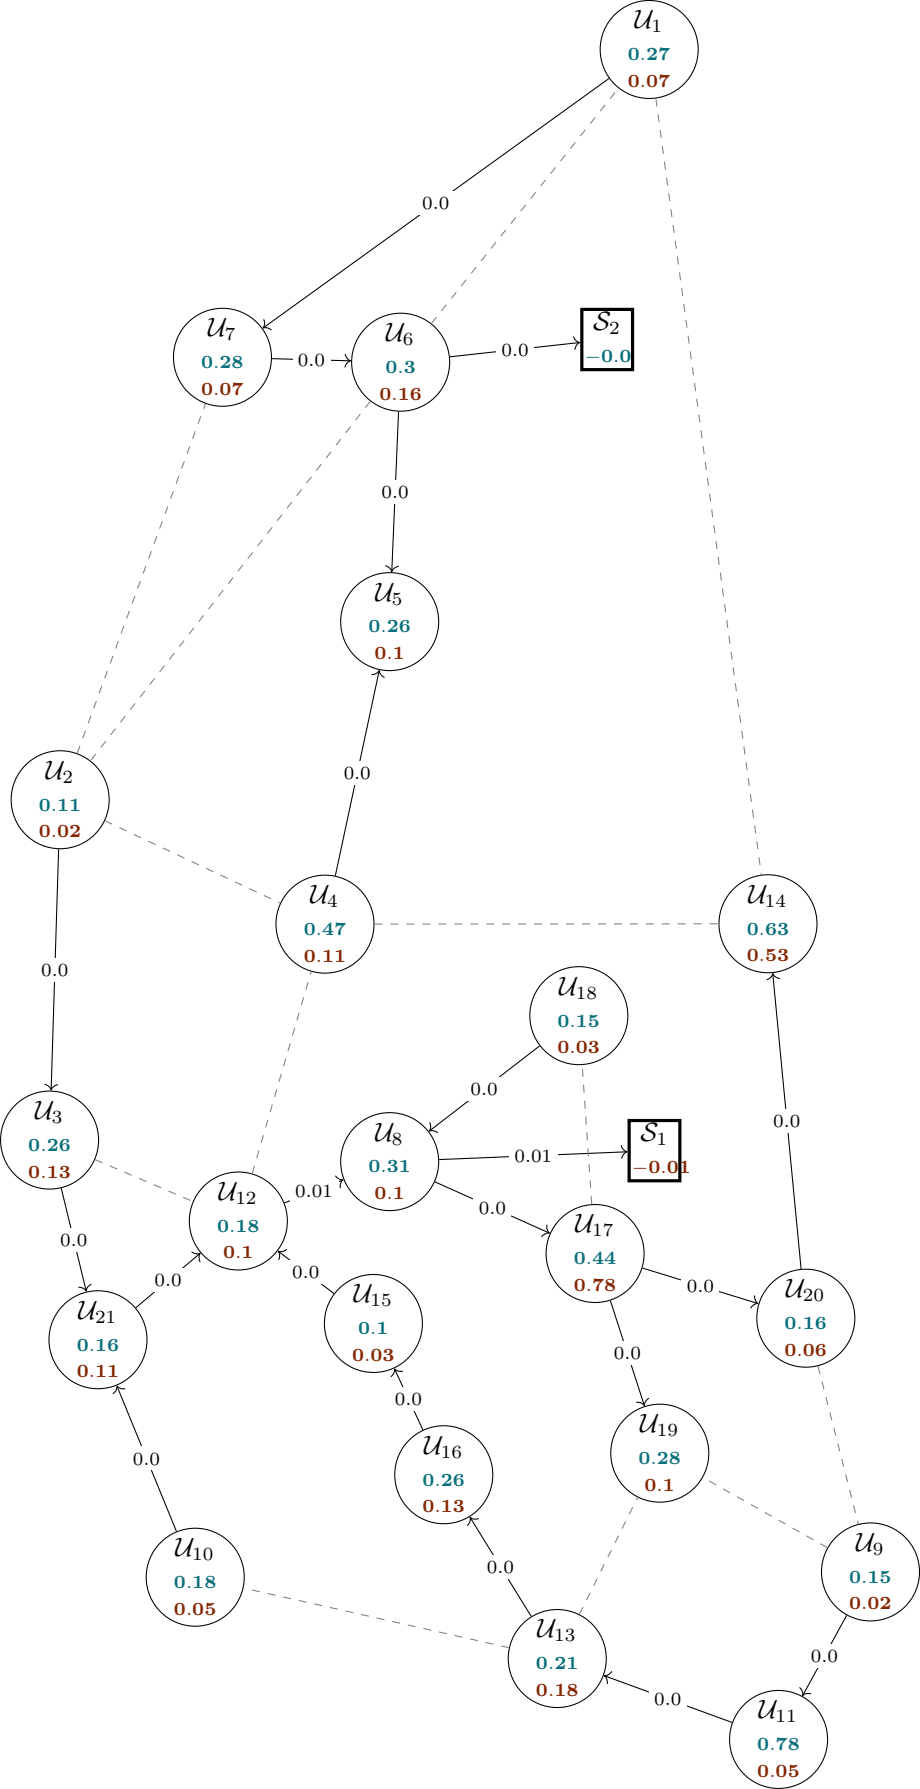 𝒰₁
0.27
0.07
0.0
𝒰₇
0.28
0.07
0.0
𝒰₆
0.3
0.16
0.0
𝒮₂
−0.0
0.0
𝒰₅
0.26
0.1
0.0
𝒰₂
0.11
0.02
𝒰₄
0.47
0.11
𝒰₁₄
0.63
0.53
0.0
𝒰₁₈
0.15
0.03
0.0
𝒰₃
0.26
0.13
𝒰₈
0.31
0.1
0.01
𝒮₁
−0.01
0.0
𝒰₁₂
0.18
0.1
0.01
0.0
𝒰₁₇
0.44
0.78
0.0
0.0
0.0
𝒰₂₁
0.16
0.11
0.0
𝒰₁₅
0.1
0.03
0.0
𝒰₂₀
0.16
0.06
0.0
0.0
𝒰₁₆
0.26
0.13
𝒰₁₉
0.28
0.1
0.0
𝒰₁₀
0.18
0.05
0.0
𝒰₉
0.15
0.02
𝒰₁₃
0.21
0.18
0.0
0.0
𝒰₁₁
0.78
0.05